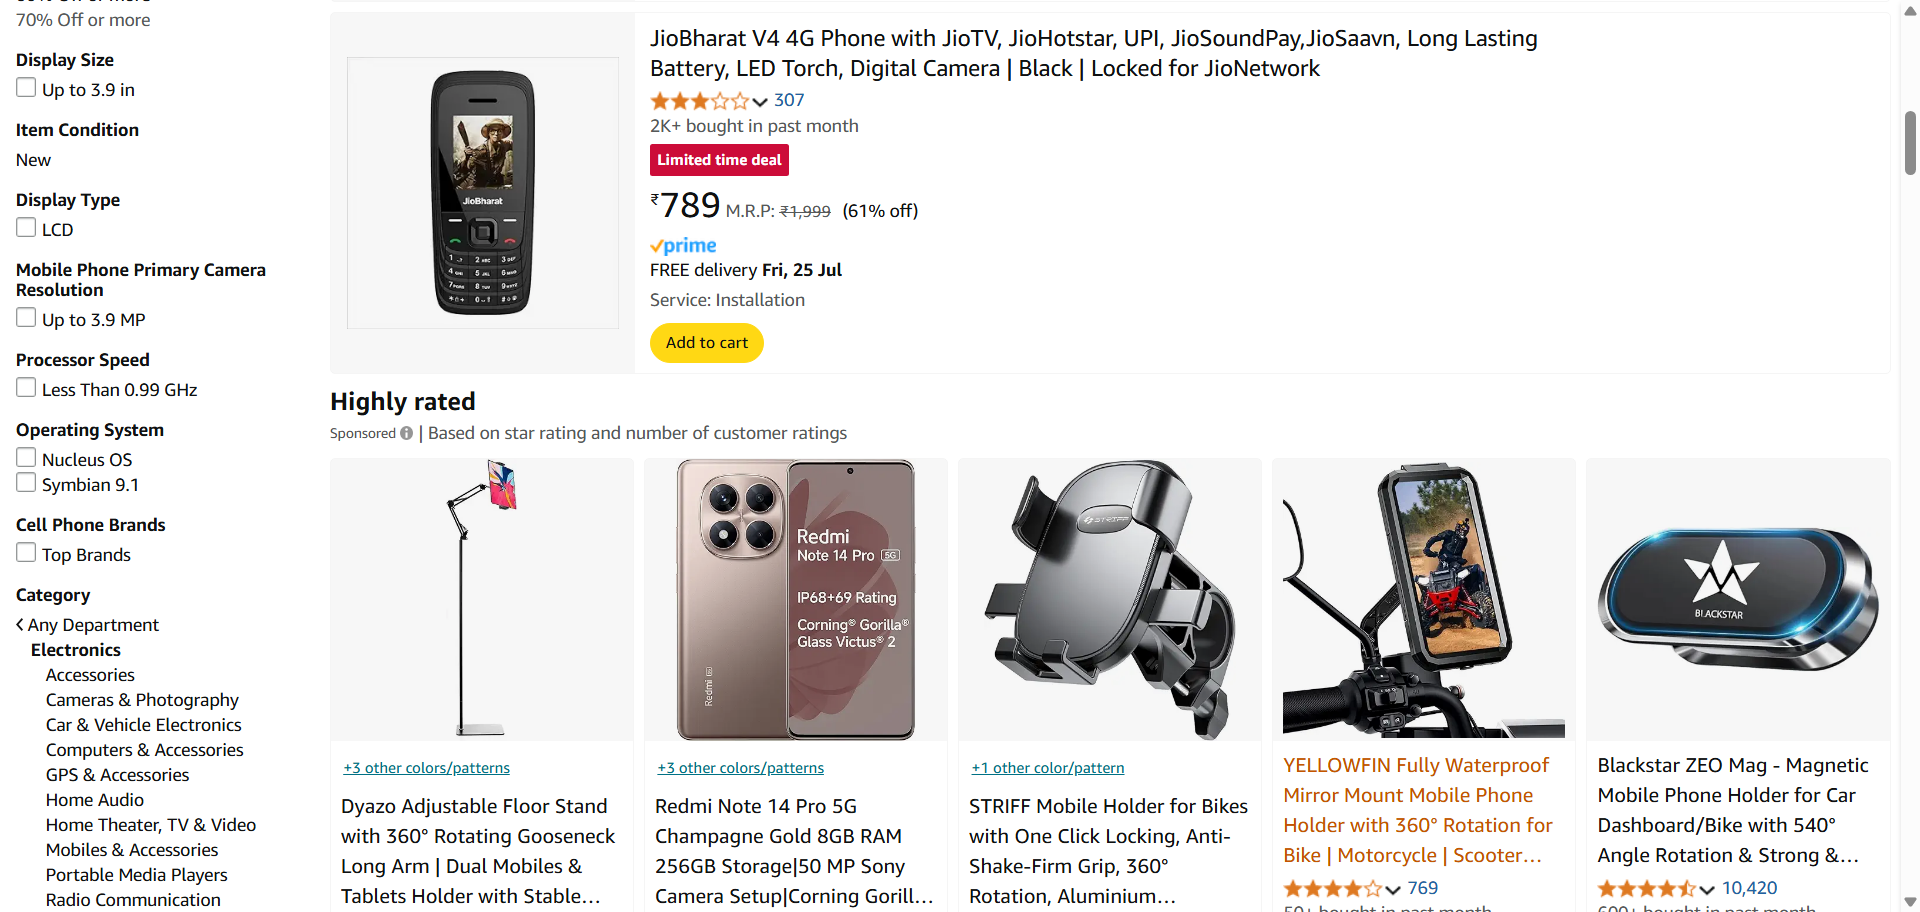 70% Off or more
Display Size
Up to 3.9 in
Item Condition
New
Display Type
LCD
Mobile Phone Primary Camera
Resolution
Up to 3.9 MP
Processor Speed
Less Than 0.99 GHz
Operating System
Nucleus OS
Symbian 9.1
Cell Phone Brands
Top Brands
Category
Any Department
Electronics
Accessories
Cameras & Photography
Car & Vehicle Electronics
Computers & Accessories
GPS & Accessories
Home Audio
Home Theater, TV & Video
Mobiles & Accessories
Portable Media Players
Radio Communication
JioBharat
JioBharat V4 4G Phone with JioTV, JioHotstar, UPI, JioSoundPay,JioSaavn, Long Lasting
Battery, LED Torch, Digital Camera | Black | Locked for JioNetwork
307
2K+ bought in past month
Limited time deal
₹789 M.R.P: ₹1,999 (61% off)
prime
FREE delivery Fri, 25 Jul
Service: Installation
Add to cart
Highly rated
Sponsored | Based on star rating and number of customer ratings
+3 other colors/patterns
Dyazo Adjustable Floor Stand
with 360° Rotating Gooseneck
Long Arm | Dual Mobiles &
Tablets Holder with Stable...
Redmi
Note 14 Pro 5G
IP68+69 Rating
Corning® Gorilla®
Glass Victus® 2
Redmi 5G
+3 other colors/patterns
Redmi Note 14 Pro 5G
Champagne Gold 8GB RAM
256GB Storage|50 MP Sony
Camera Setup|Corning Gorill...
STRIFF
+1 other color/pattern
STRIFF Mobile Holder for Bikes
with One Click Locking, Anti-
Shake-Firm Grip, 360°
Rotation, Aluminium...
YELLOWFIN Fully Waterproof
Mirror Mount Mobile Phone
Holder with 360° Rotation for
Bike | Motorcycle | Scooter...
769
50+ bought in past month
BLACKSTAR
Blackstar ZEO Mag - Magnetic
Mobile Phone Holder for Car
Dashboard/Bike with 540°
Angle Rotation & Strong &...
10,420
600+ bought in past month